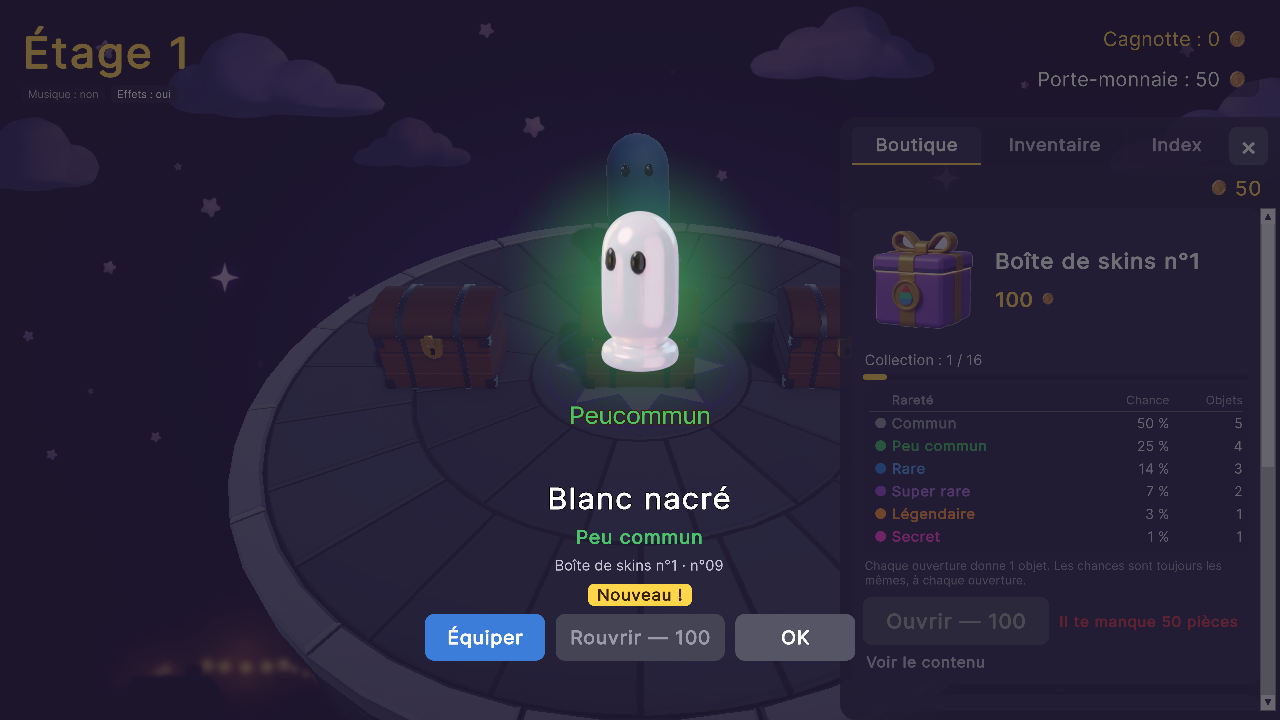 Étage 1
Musique : non Effets : oui
Cagnotte : 0
Porte-monnaie : 50
Boutique Inventaire Index ×
50
Boîte de skins n°1
100
Collection : 1 / 16
Rareté Chance Objets
Commun 50 % 5
Peu commun 25 % 4
Rare 14 % 3
Super rare 7 % 2
Légendaire 3 % 1
Secret 1 % 1
Chaque ouverture donne 1 objet. Les chances sont toujours les
mêmes, à chaque ouverture.
Ouvrir — 100 Il te manque 50 pièces
Voir le contenu
Peucommun
Blanc nacré
Peu commun
Boîte de skins n°1 · n°09
Nouveau !
Équiper Rouvrir — 100 OK